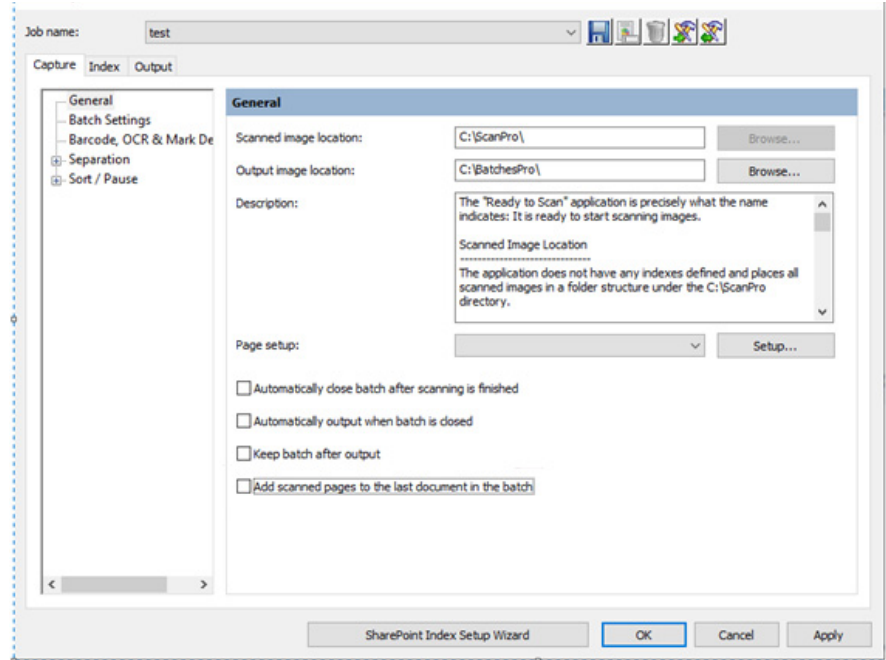 Job name:
test
Capture
Index
Output
General
Batch Settings
Barcode, OCR & Mark De
Separation
Sort / Pause
General
Scanned image location:
C:\ScanPro\
Browse...
Output image location:
C:\BatchesPro\
Browse...
Description:
The "Ready to Scan" application is precisely what the name
indicates: It is ready to start scanning images.
Scanned Image Location
------------------------------
The application does not have any indexes defined and places all
scanned images in a folder structure under the C:\ScanPro
directory.
Page setup:
Setup...
Automatically close batch after scanning is finished
Automatically output when batch is closed
Keep batch after output
Add scanned pages to the last document in the batch
SharePoint Index Setup Wizard
OK
Cancel
Apply